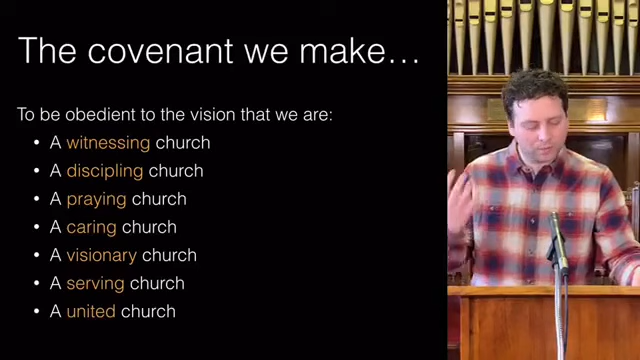 The covenant we make…
To be obedient to the vision that we are:
• A witnessing church
• A discipling church
• A praying church
• A caring church
• A visionary church
• A serving church
• A united church